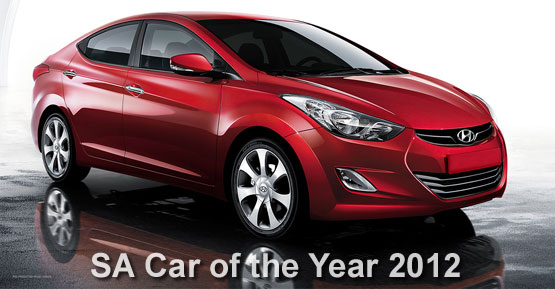 SA Car of the Year 2012